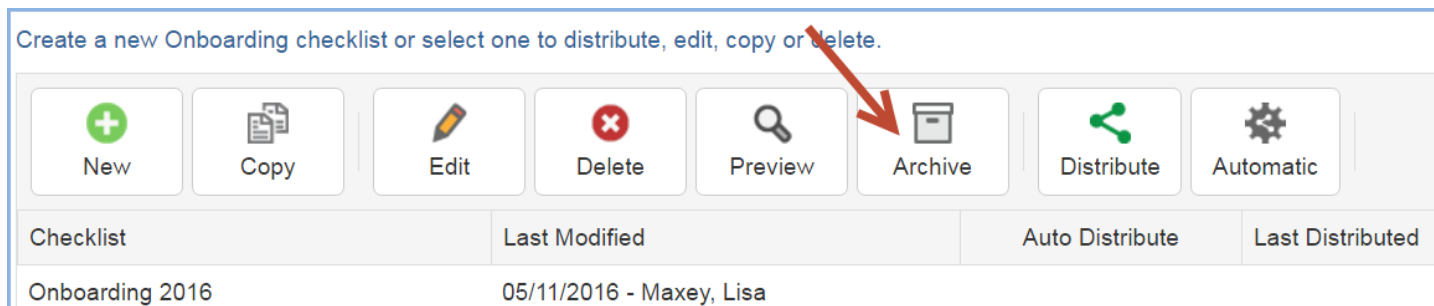 Create a new Onboarding checklist or select one to distribute, edit, copy or delete.
New Copy Edit Delete Preview Archive Distribute Automatic
Checklist Last Modified Auto Distribute Last Distributed
Onboarding 2016 05/11/2016 - Maxey, Lisa